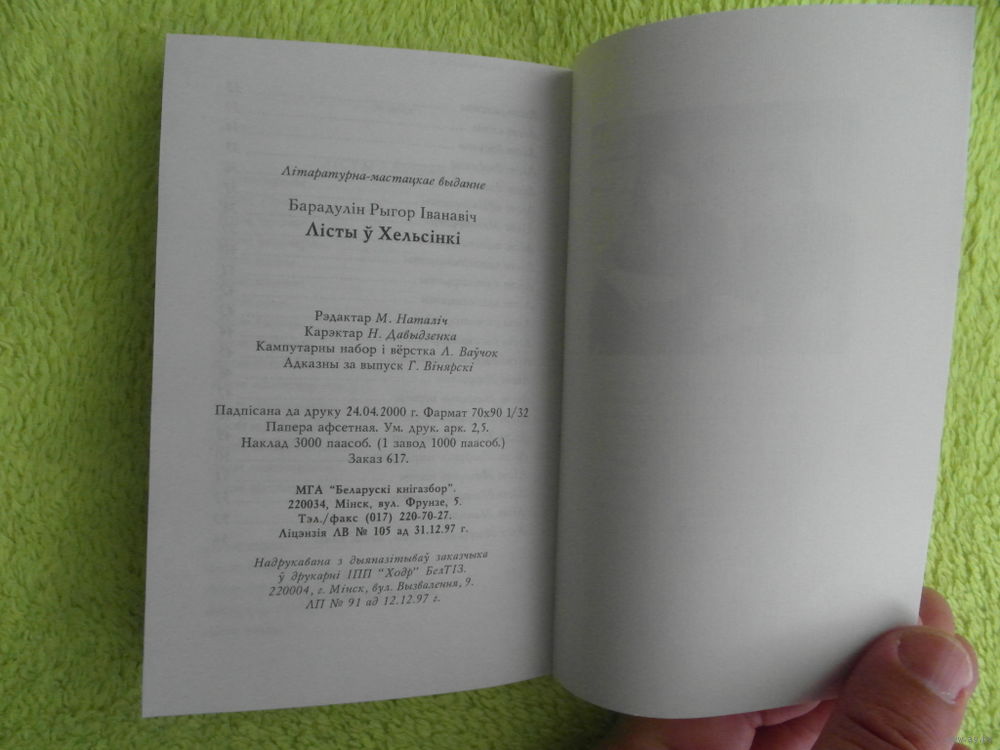 Літаратурна-мастацкае выданне
Барадулін Рыгор Іванавіч
Лісты ў Хельсінкі
Рэдактар М. Наталіч
Карэктар Н. Давыдзенка
Кампутарны набор і вёрстка Л. Ваўчок
Адказны за выпуск Г. Вінярскі
Падпісана да друку 24.04.2000 г. Фармат 70х90 1/32
Папера афсетная. Ум. друк. арк. 2,5.
Наклад 3000 паасоб. (1 завод 1000 паасоб.)
Заказ 617.
МГА “Беларускі кнігазбор”.
220034, Мінск, вул. Фрунзе, 5.
Тэл./факс (017) 220-70-27.
Ліцэнзія ЛВ № 105 ад 31.12.97 г.
Надрукавана з дыяпазітываў заказчыка
ў друкарні ІПП “Ходр” БелТІЗ.
220004, г. Мінск, вул. Вызвалення, 9.
ЛП № 91 ад 12.12.97 г.